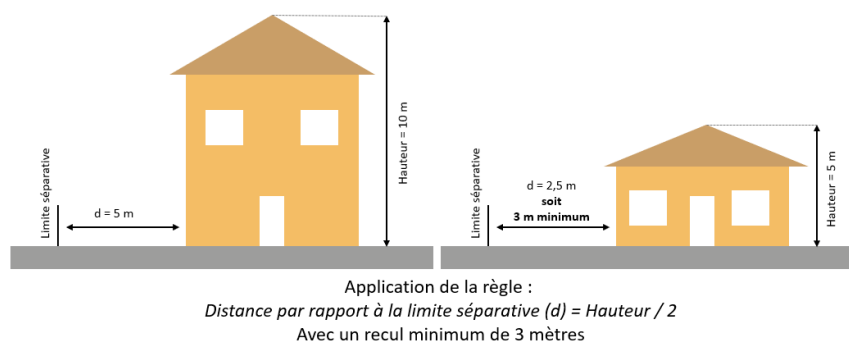 Limite séparative
d = 5 m
Hauteur = 10 m
Limite séparative
d = 2,5 m
soit
3 m minimum
Hauteur = 5 m
Application de la règle :
Distance par rapport à la limite séparative (d) = Hauteur / 2
Avec un recul minimum de 3 mètres